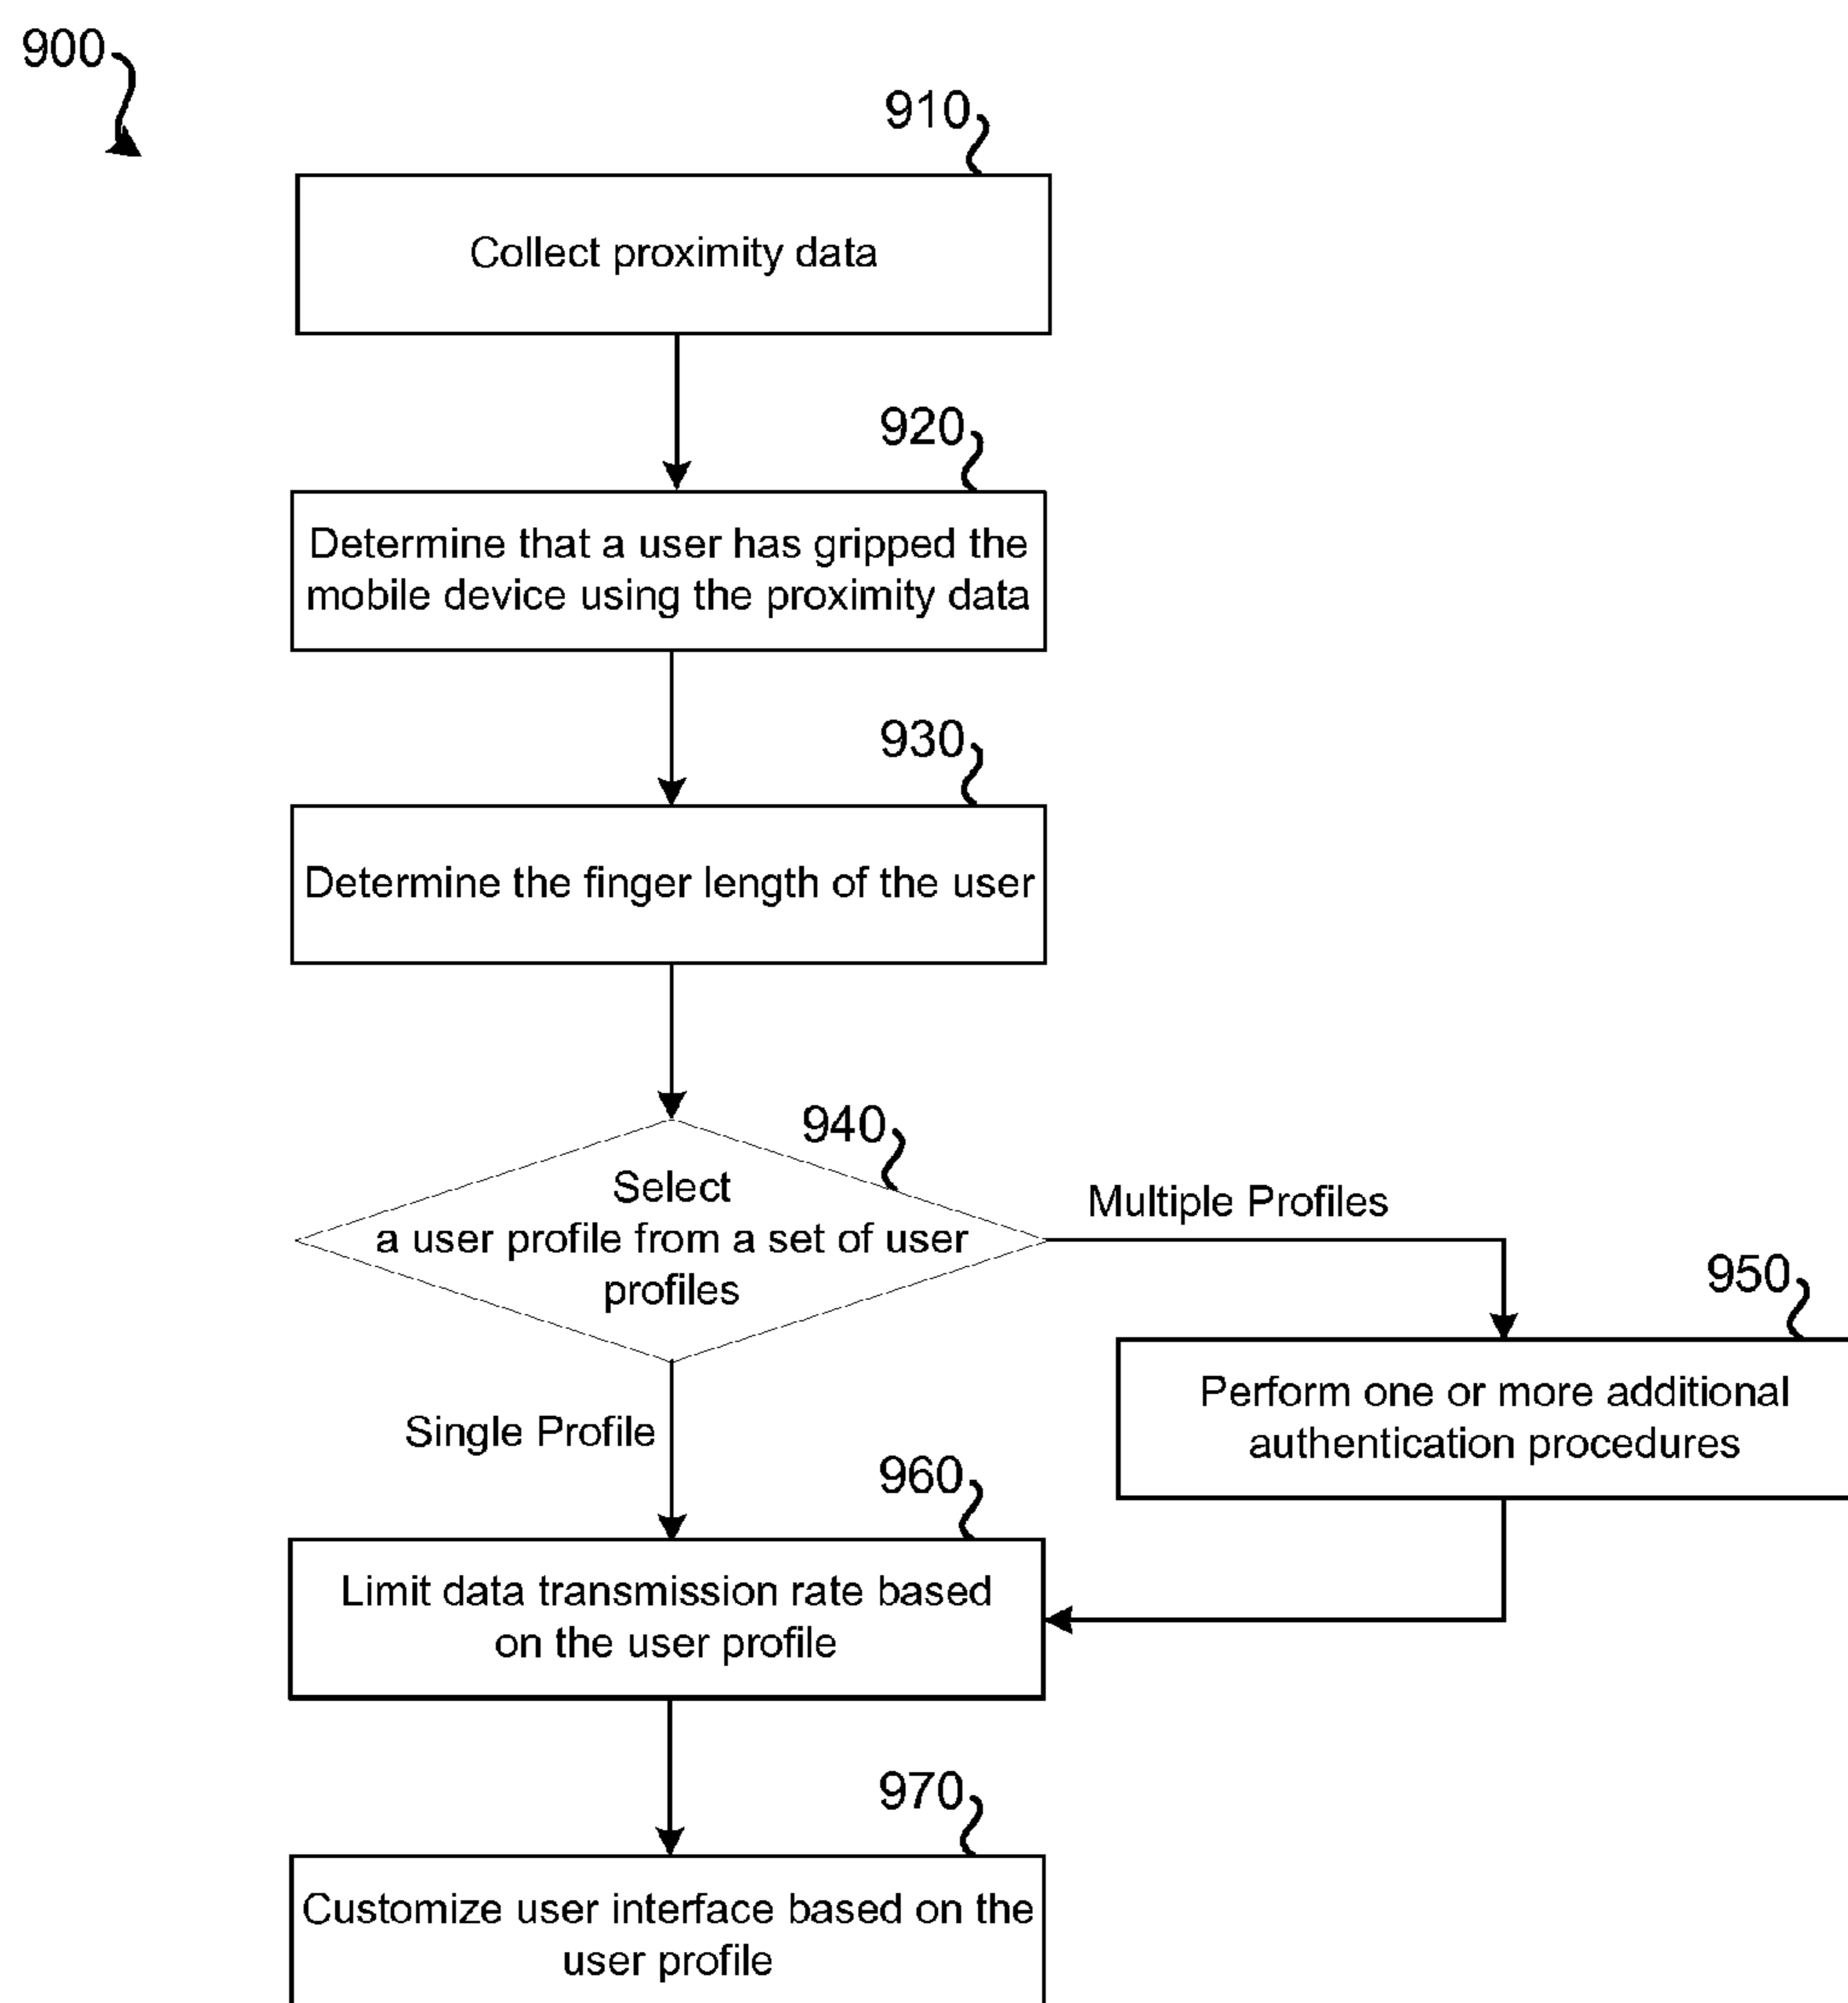 900
910
Collect proximity data
920
Determine that a user has gripped the
mobile device using the proximity data
930
Determine the finger length of the user
940
Select
a user profile from a set of user
profiles
Multiple Profiles
950
Perform one or more additional
authentication procedures
Single Profile
960
Limit data transmission rate based
on the user profile
970
Customize user interface based on the
user profile